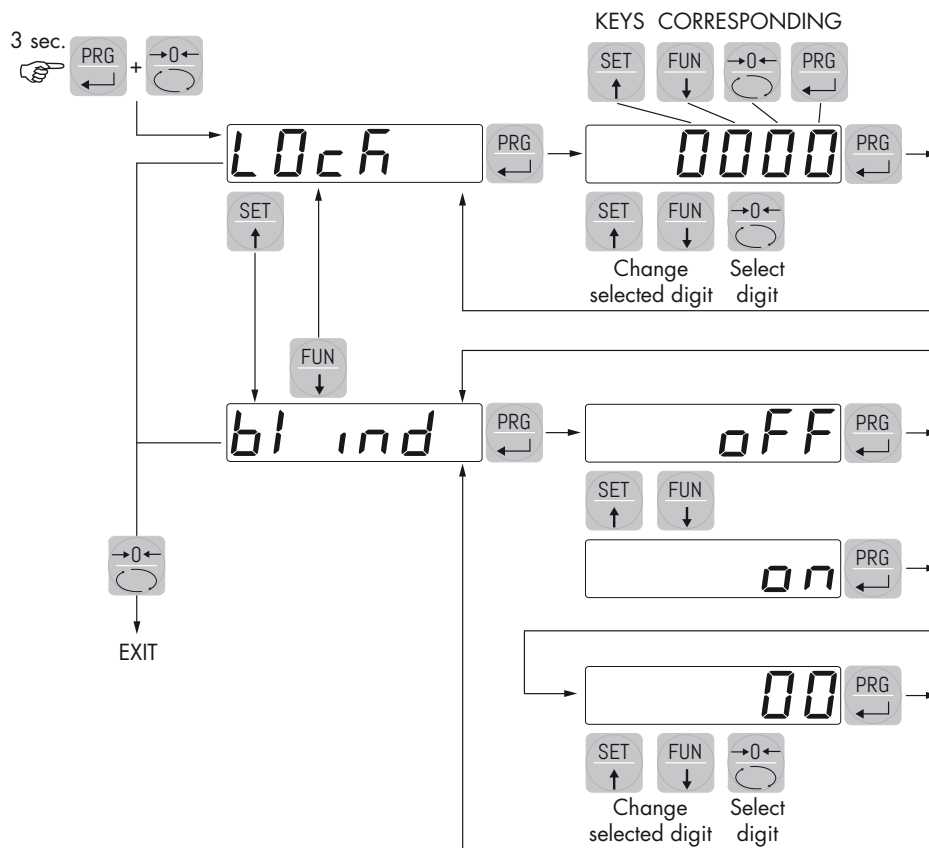 KEYS CORRESPONDING
3 sec.
PRG + →0←
SET FUN →0← PRG
LOck PRG
0000 PRG
SET
SET FUN →0←
Change selected digit
Select digit
FUN
bl ind PRG
oFF PRG
SET FUN
on PRG
→0←
EXIT
00 PRG
SET FUN →0←
Change selected digit
Select digit